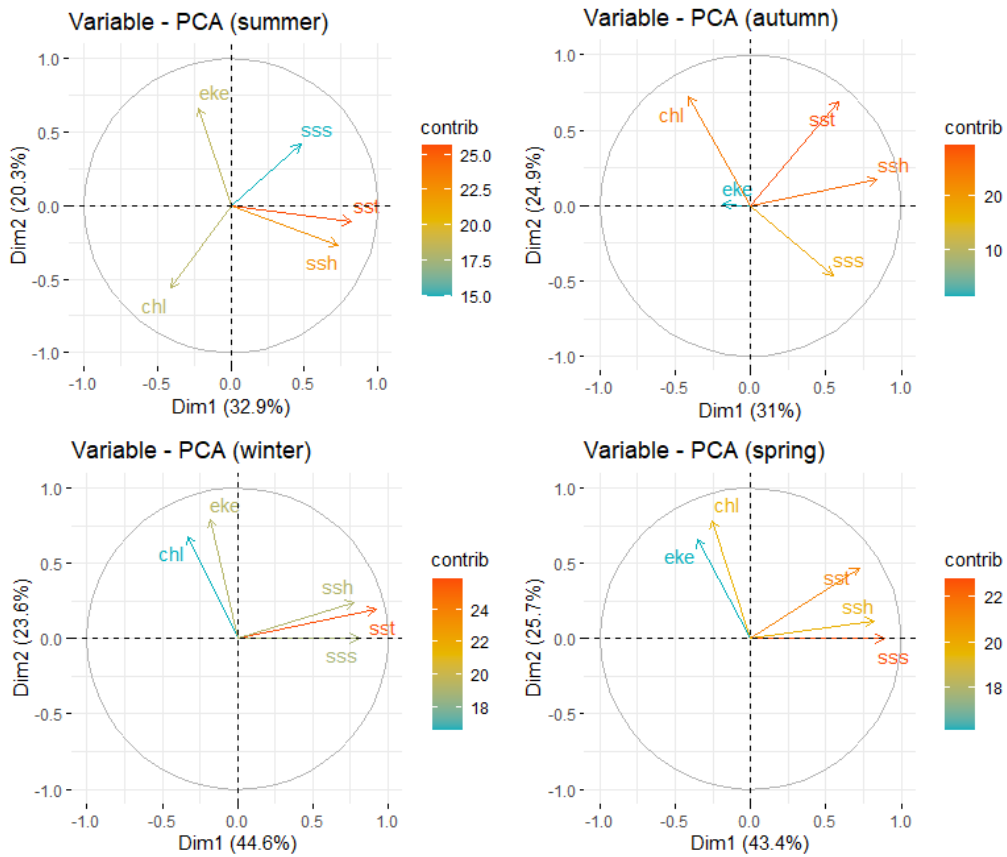 Variable - PCA (summer)
Dim2 (20.3%)
1.0
0.5
0.0
-0.5
-1.0
eke
sss
sst
ssh
chl
-1.0
-0.5
0.0
0.5
1.0
Dim1 (32.9%)
contrib
25.0
22.5
20.0
17.5
15.0
Variable - PCA (autumn)
Dim2 (24.9%)
1.0
0.5
0.0
-0.5
-1.0
chl
sst
ssh
eke
sss
-1.0
-0.5
0.0
0.5
1.0
Dim1 (31%)
contrib
20
10
Variable - PCA (winter)
Dim2 (23.6%)
1.0
0.5
0.0
-0.5
-1.0
eke
chl
ssh
sst
sss
-1.0
-0.5
0.0
0.5
1.0
Dim1 (44.6%)
contrib
24
22
20
18
Variable - PCA (spring)
Dim2 (25.7%)
1.0
0.5
0.0
-0.5
-1.0
chl
eke
sst
ssh
sss
-1.0
-0.5
0.0
0.5
1.0
Dim1 (43.4%)
contrib
22
20
18